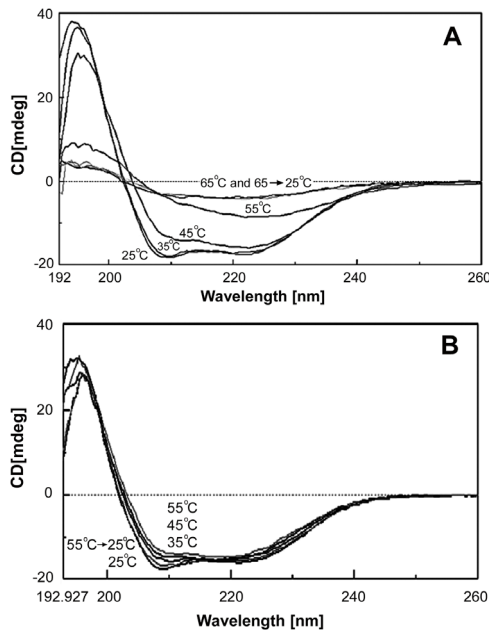 40
A
20
CD[mdeg]
0
65°C and 65→25°C
55°C
45°C
35°C
25°C
-20
192 200 220 240 260
Wavelength [nm]
40
B
20
CD[mdeg]
0
55°C
45°C
35°C
55°C→25°C
25°C
-20
192.927 200 220 240 260
Wavelength [nm]